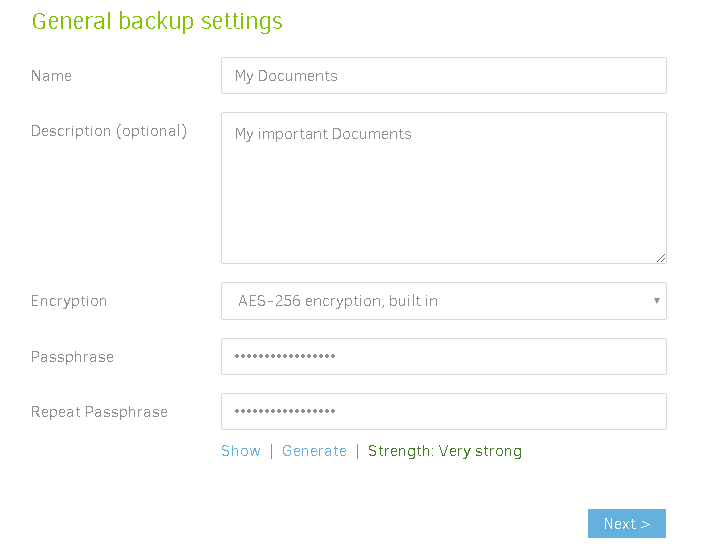 General backup settings
Name
My Documents
Description (optional)
My important Documents
Encryption
AES-256 encryption, built in
Passphrase
•••••••••••••••••
Repeat Passphrase
•••••••••••••••••
Show | Generate | Strength: Very strong
Next >